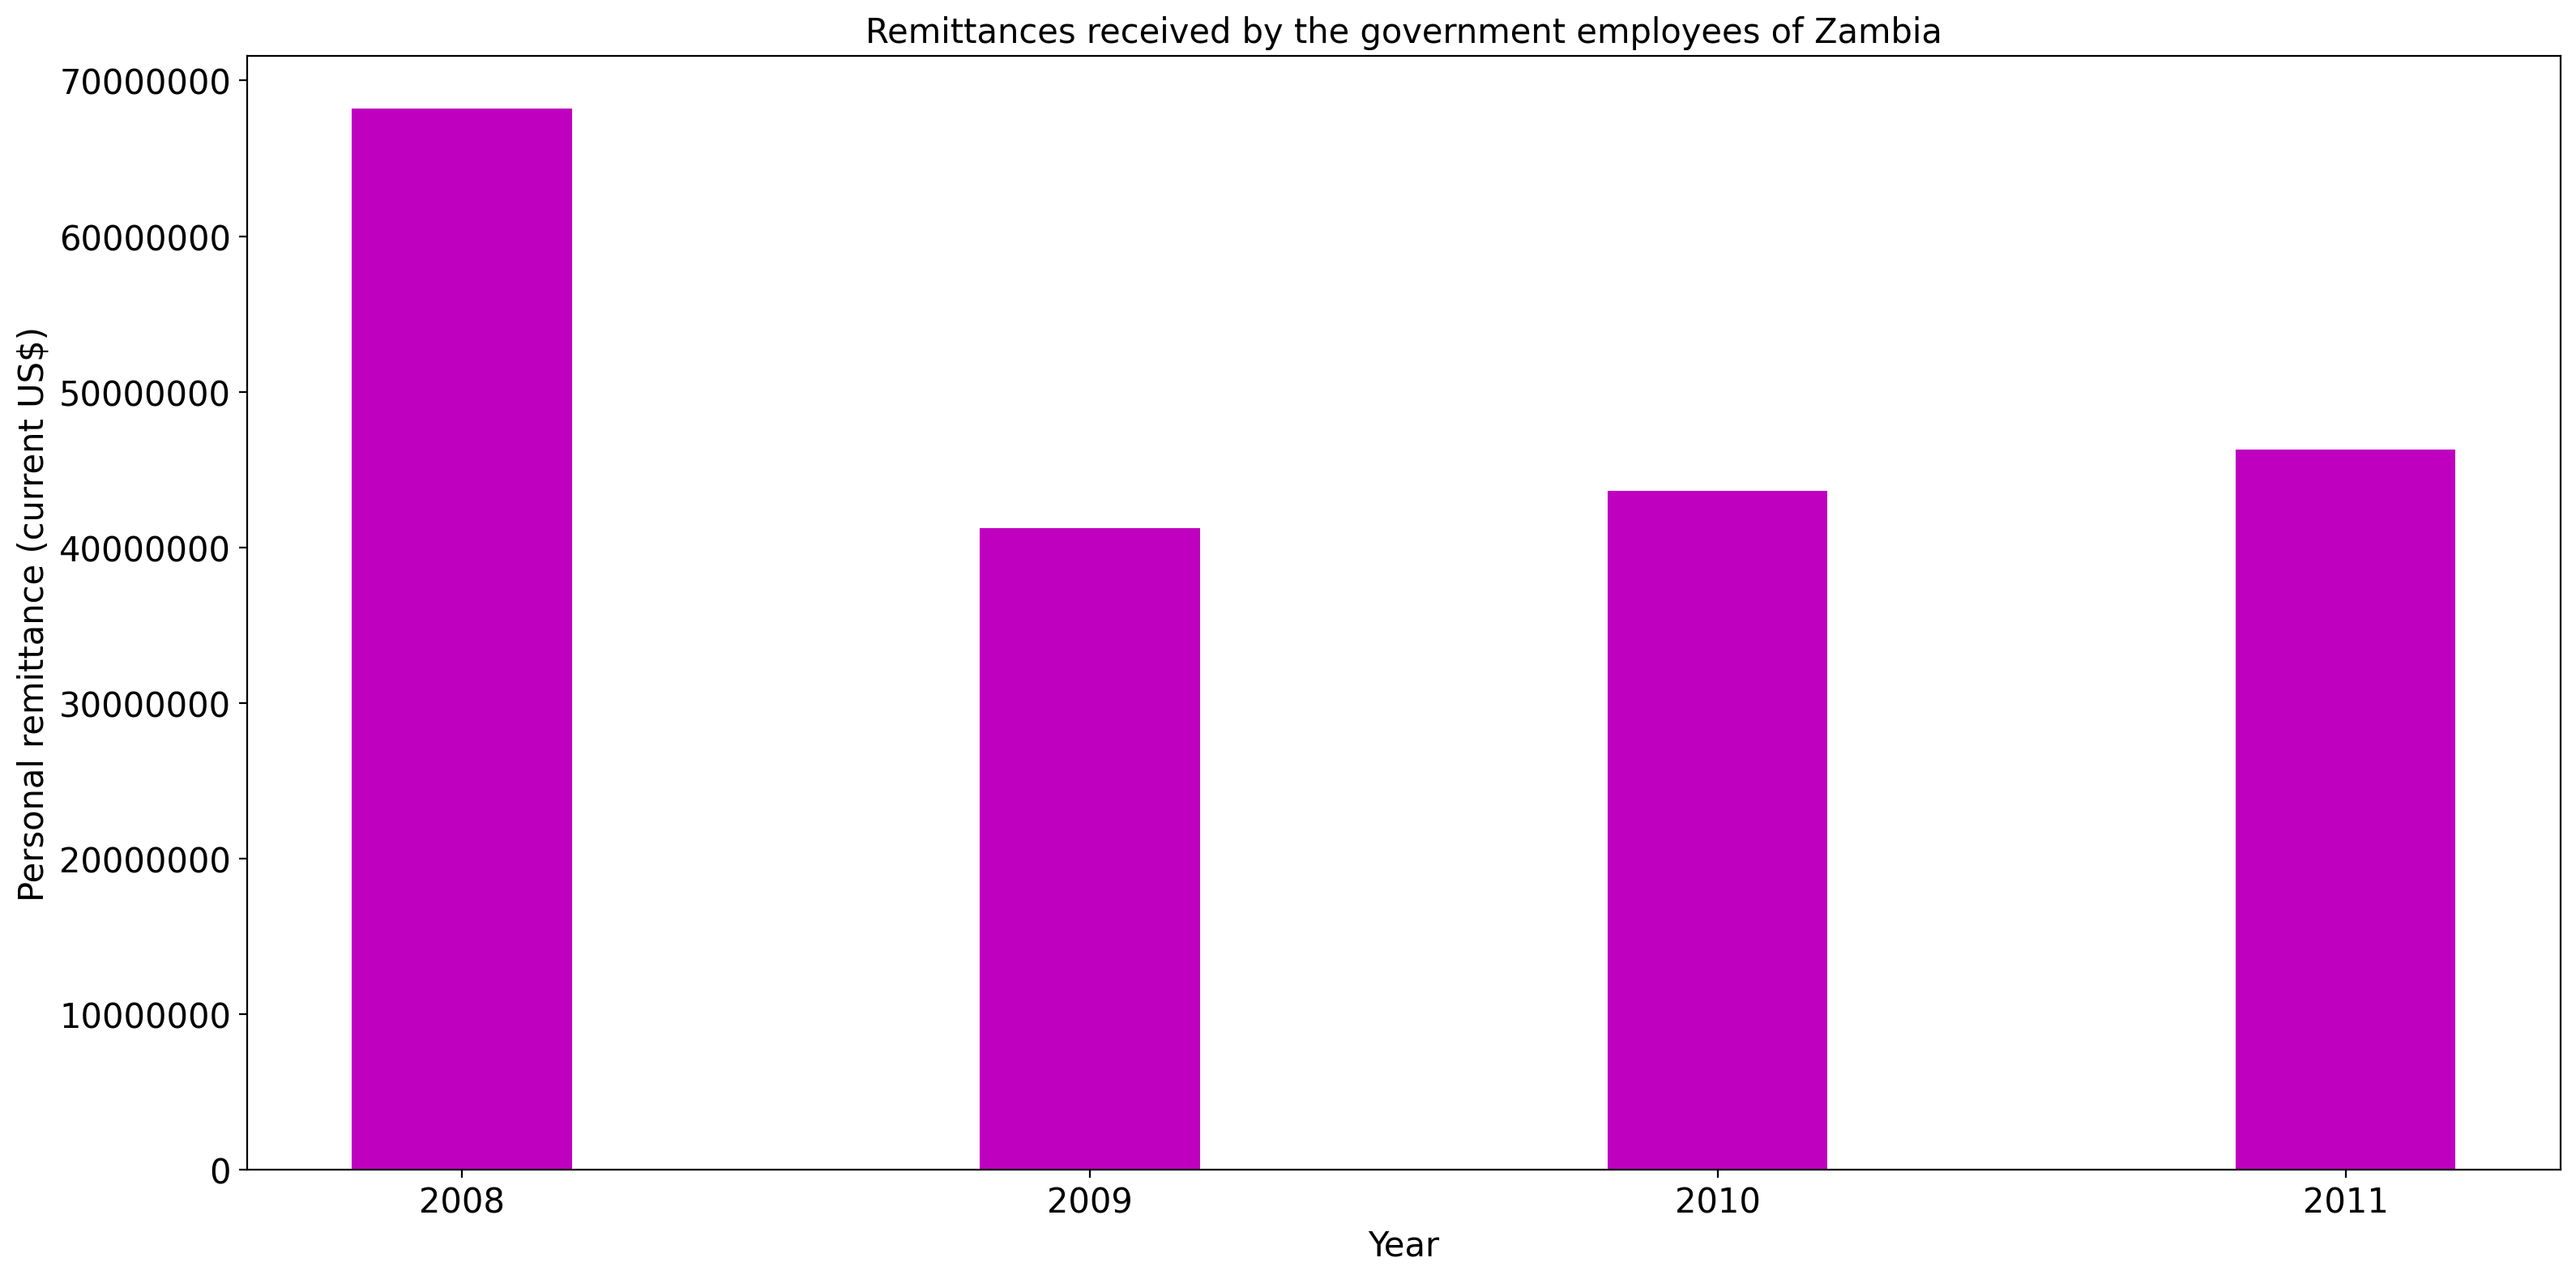 Remittances received by the government employees of Zambia
Personal remittance (current US$)
70000000
60000000
50000000
40000000
30000000
20000000
10000000
0
2008 2009 2010 2011
Year